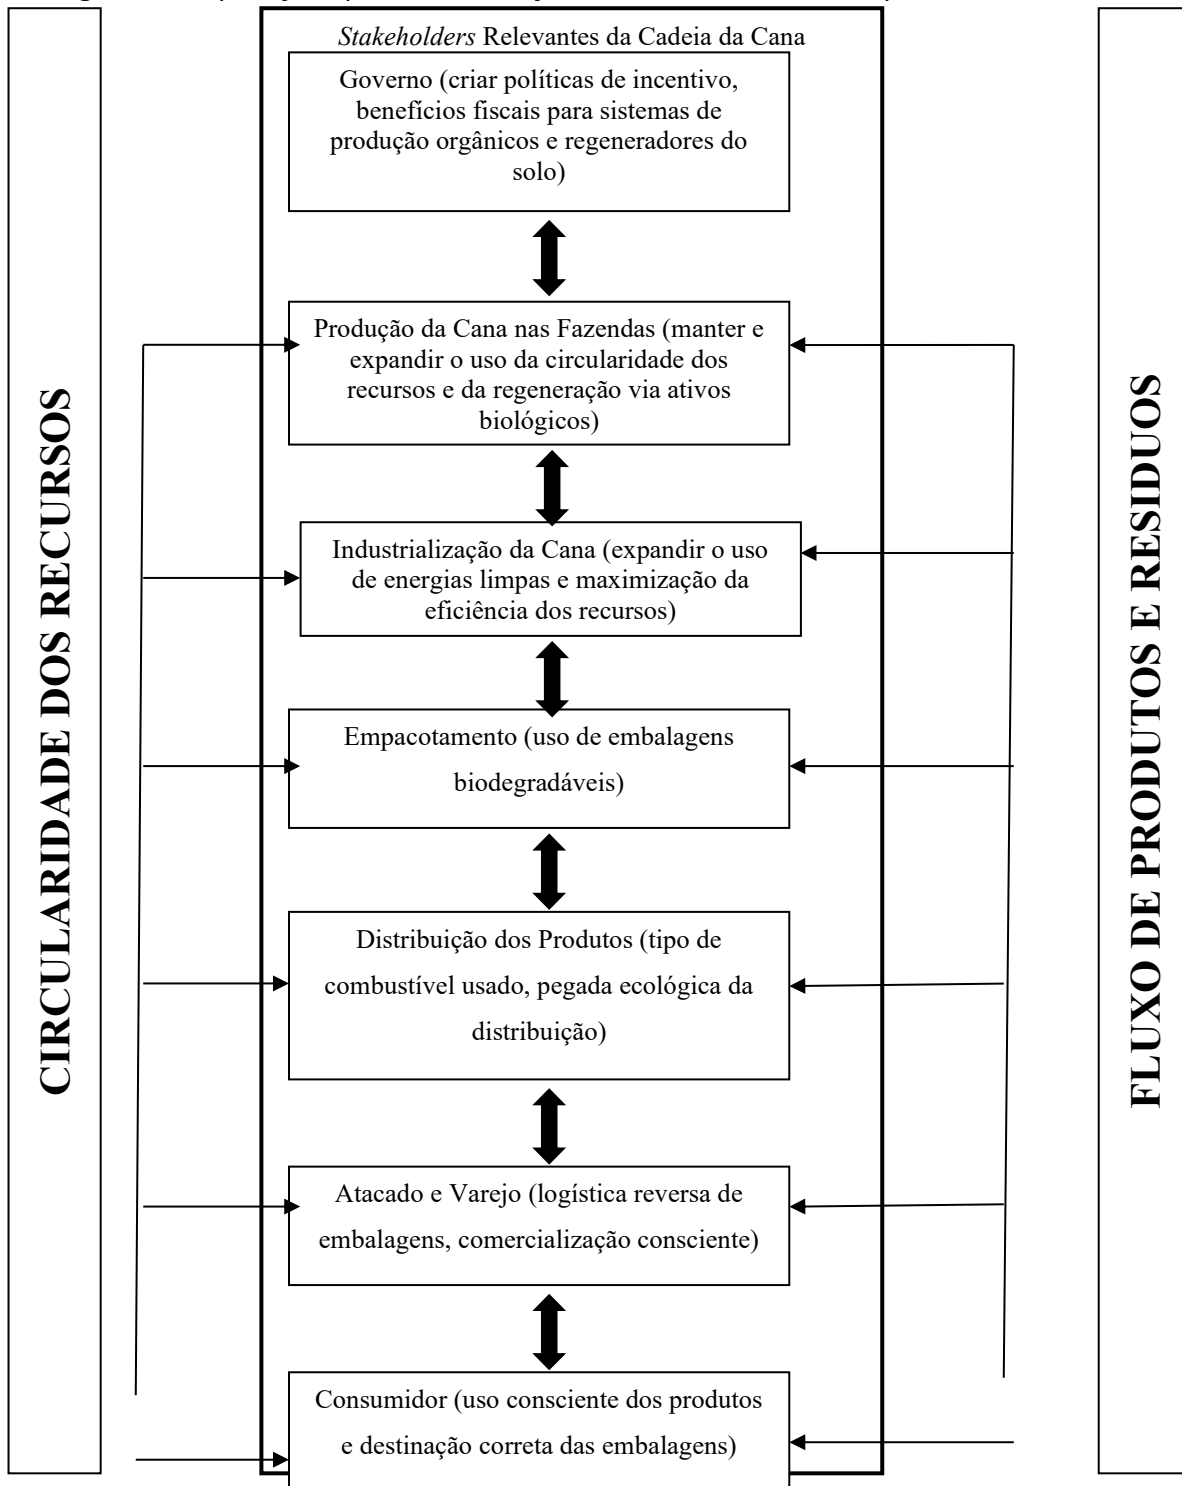 Stakeholders Relevantes da Cadeia da Cana
Governo (criar políticas de incentivo,
benefícios fiscais para sistemas de
produção orgânicos e regeneradores do
solo)
Produção da Cana nas Fazendas (manter e
expandir o uso da circularidade dos
recursos e da regeneração via ativos
biológicos)
Industrialização da Cana (expandir o uso
de energias limpas e maximização da
eficiência dos recursos)
Empacotamento (uso de embalagens
biodegradáveis)
Distribuição dos Produtos (tipo de
combustível usado, pegada ecológica da
distribuição)
Atacado e Varejo (logística reversa de
embalagens, comercialização consciente)
Consumidor (uso consciente dos produtos
e destinação correta das embalagens)
CIRCULARIDADE DOS RECURSOS
FLUXO DE PRODUTOS E RESIDUOS